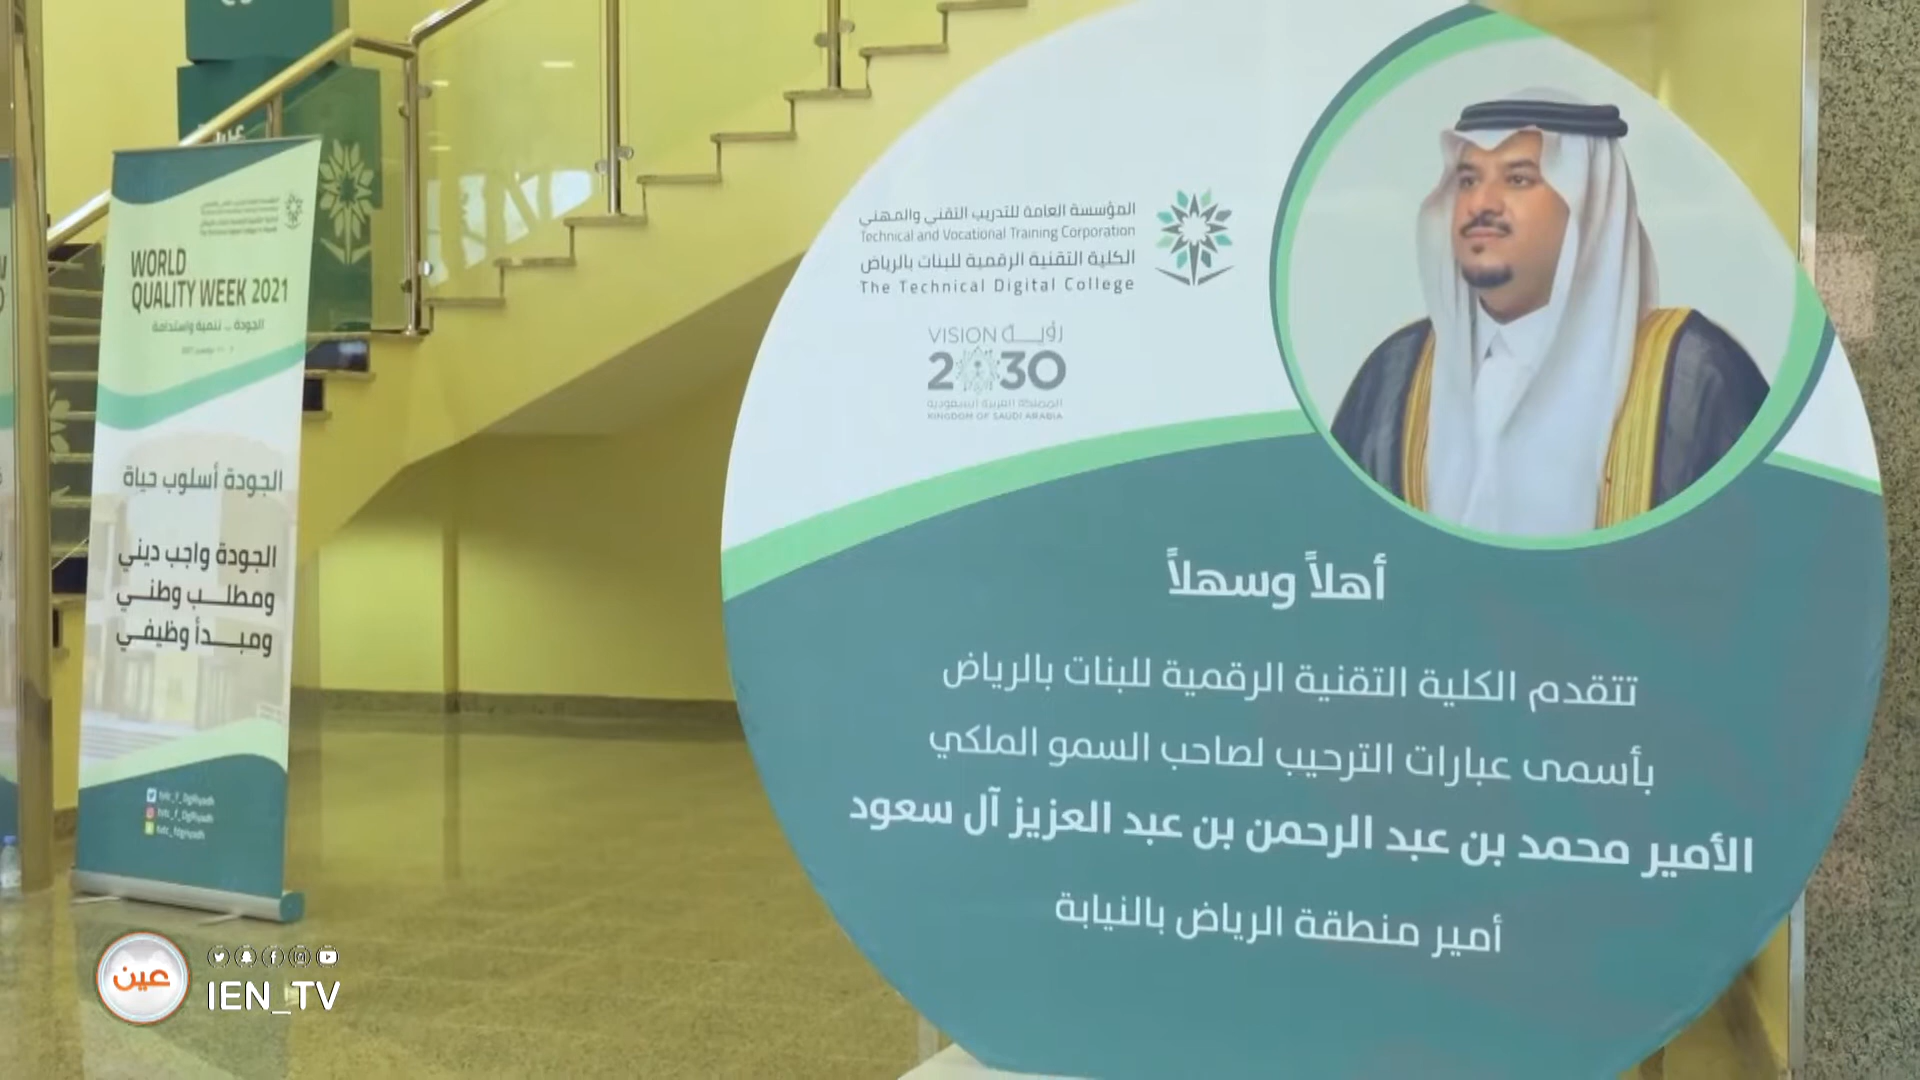 WORLD
QUALITY WEEK 2021
الجودة ... تنمية واستدامة
الجودة أسلوب حياة
الجودة واجب ديني
ومطلب وطني
ومبدأ وظيفي
المؤسسة العامة للتدريب التقني والمهني
Technical and Vocational Training Corporation
الكلية التقنية الرقمية للبنات بالرياض
The Technical Digital College
VISION رؤية
2030
المملكة العربية السعودية
KINGDOM OF SAUDI ARABIA
أهلاً وسهلاً
تتقدم الكلية التقنية الرقمية للبنات بالرياض
بأسمى عبارات الترحيب لصاحب السمو الملكي
الأمير محمد بن عبد الرحمن بن عبد العزيز آل سعود
أمير منطقة الرياض بالنيابة
عين
IEN_TV